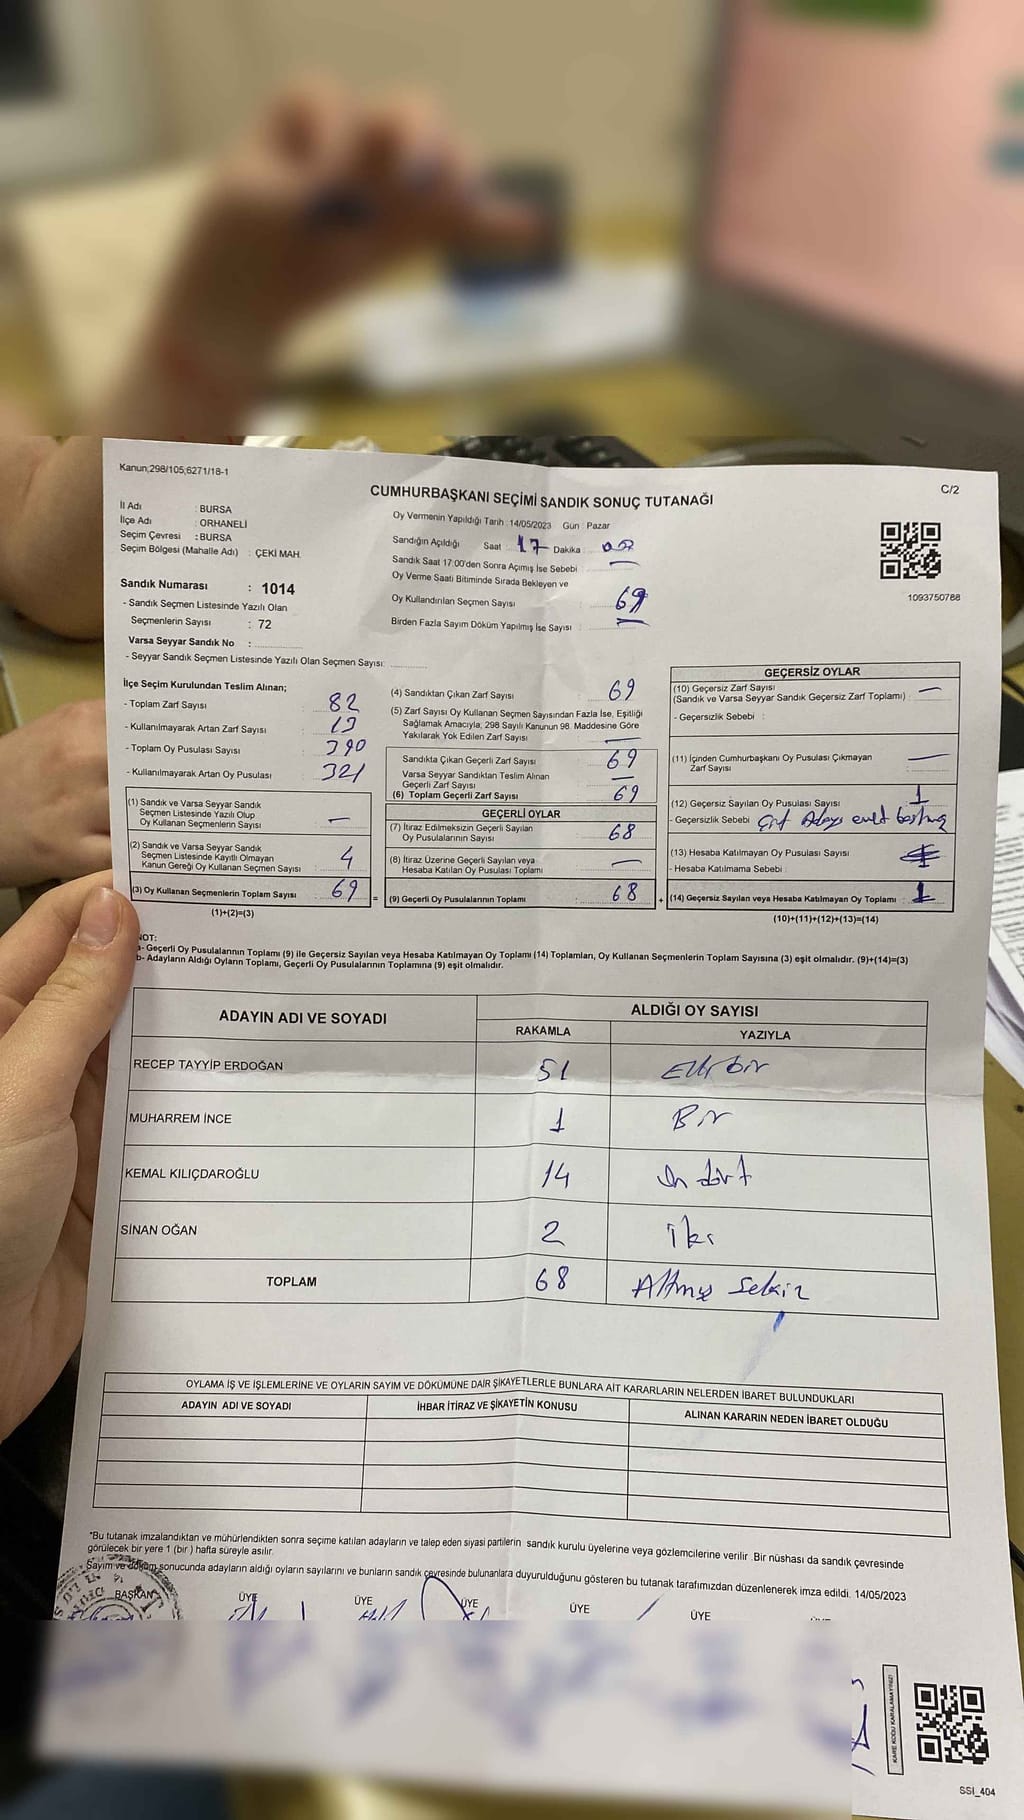 Kanun;298/105;6271/18-1
C/2
CUMHURBAŞKANI SEÇİMİ SANDIK SONUÇ TUTANAĞI
İl Adı : BURSA
İlçe Adı : ORHANELİ
Seçim Çevresi : BURSA
Seçim Bölgesi (Mahalle Adı) : ÇEKİ MAH.
Oy Vermenin Yapıldığı Tarih : 14/05/2023 Gün : Pazar
Sandığın Açıldığı Saat : 17 Dakika : 00
Sandık Saat 17:00'den Sonra Açımış İse Sebebi : —
Oy Verme Saati Bitiminde Sırada Bekleyen ve
Oy Kullandırılan Seçmen Sayısı : 69
Birden Fazla Sayım Döküm Yapılmış İse Sayısı : —
1093750788
Sandık Numarası : 1014
- Sandık Seçmen Listesinde Yazılı Olan
Seçmenlerin Sayısı : 72
Varsa Seyyar Sandık No :
- Seyyar Sandık Seçmen Listesinde Yazılı Olan Seçmen Sayısı:
İlçe Seçim Kurulundan Teslim Alınan;
- Toplam Zarf Sayısı : 82
- Kullanılmayarak Artan Zarf Sayısı : 13
- Toplam Oy Pusulası Sayısı : 390
- Kullanılmayarak Artan Oy Pusulası : 321
(1) Sandık ve Varsa Seyyar Sandık
Seçmen Listesinde Yazılı Olup
Oy Kullanan Seçmenlerin Sayısı : —
(2) Sandık ve Varsa Seyyar Sandık
Seçmen Listesinde Kayıtlı Olmayan
Kanun Gereği Oy Kullanan Seçmen Sayısı : 4
(3) Oy Kullanan Seçmenlerin Toplam Sayısı : 69 =
(1)+(2)=(3)
(4) Sandıktan Çıkan Zarf Sayısı : 69
(5) Zarf Sayısı Oy Kullanan Seçmen Sayısından Fazla İse, Eşitliği
Sağlamak Amacıyla, 298 Sayılı Kanunun 98. Maddesine Göre
Yakılarak Yok Edilen Zarf Sayısı : —
Sandıkta Çıkan Geçerli Zarf Sayısı : 69
Varsa Seyyar Sandıktan Teslim Alınan
Geçerli Zarf Sayısı : —
(6) Toplam Geçerli Zarf Sayısı : 69
GEÇERLİ OYLAR
(7) İtiraz Edilmeksizin Geçerli Sayılan
Oy Pusulalarının Sayısı : 68
(8) İtiraz Üzerine Geçerli Sayılan veya
Hesaba Katılan Oy Pusulası Toplamı : —
(9) Geçerli Oy Pusulalarının Toplamı : 68 +
GEÇERSİZ OYLAR
(10) Geçersiz Zarf Sayısı
(Sandık ve Varsa Seyyar Sandık Geçersiz Zarf Toplamı) : —
- Geçersizlik Sebebi :
(11) İçinden Cumhurbaşkanı Oy Pusulası Çıkmayan
Zarf Sayısı : —
(12) Geçersiz Sayılan Oy Pusulası Sayısı : 1
- Geçersizlik Sebebi : Çift Adaya evet basılmış
(13) Hesaba Katılmayan Oy Pusulası Sayısı
- Hesaba Katılmama Sebebi :
(14) Geçersiz Sayılan veya Hesaba Katılmayan Oy Toplamı : 1
(10)+(11)+(12)+(13)=(14)
NOT:
a- Geçerli Oy Pusulalarının Toplamı (9) ile Geçersiz Sayılan veya Hesaba Katılmayan Oy Toplamı (14) Toplamları, Oy Kullanan Seçmenlerin Toplam Sayısına (3) eşit olmalıdır. (9)+(14)=(3)
b- Adayların Aldığı Oyların Toplamı, Geçerli Oy Pusulalarının Toplamına (9) eşit olmalıdır.
ADAYIN ADI VE SOYADI ALDIĞI OY SAYISI
RAKAMLA YAZIYLA
RECEP TAYYİP ERDOĞAN 51 Elli bir
MUHARREM İNCE 1 Bir
KEMAL KILIÇDAROĞLU 14 On dört
SİNAN OĞAN 2 İki
TOPLAM 68 Altmış Sekiz
OYLAMA İŞ VE İŞLEMLERİNE VE OYLARIN SAYIM VE DÖKÜMÜNE DAİR ŞİKAYETLERLE BUNLARA AİT KARARLARIN NELERDEN İBARET BULUNDUKLARI
ADAYIN ADI VE SOYADI İHBAR İTİRAZ VE ŞİKAYETİN KONUSU ALINAN KARARIN NEDEN İBARET OLDUĞU
"Bu tutanak imzalandıktan ve mühürlendikten sonra seçime katılan adayların ve talep eden siyasi partilerin sandık kurulu üyelerine veya gözlemcilerine verilir .Bir nüshası da sandık çevresinde
görülecek bir yere 1 (bir ) hafta süreyle asılır.
Sayım ve döküm sonucunda adayların aldığı oyların sayılarını ve bunların sandık çevresinde bulunanlara duyurulduğunu gösteren bu tutanak tarafımızdan düzenlenerek imza edildi. 14/05/2023
BAŞKAN ÜYE ÜYE ÜYE ÜYE ÜYE
KARE KODU KARALAMAYINIZ!
SSİ_404